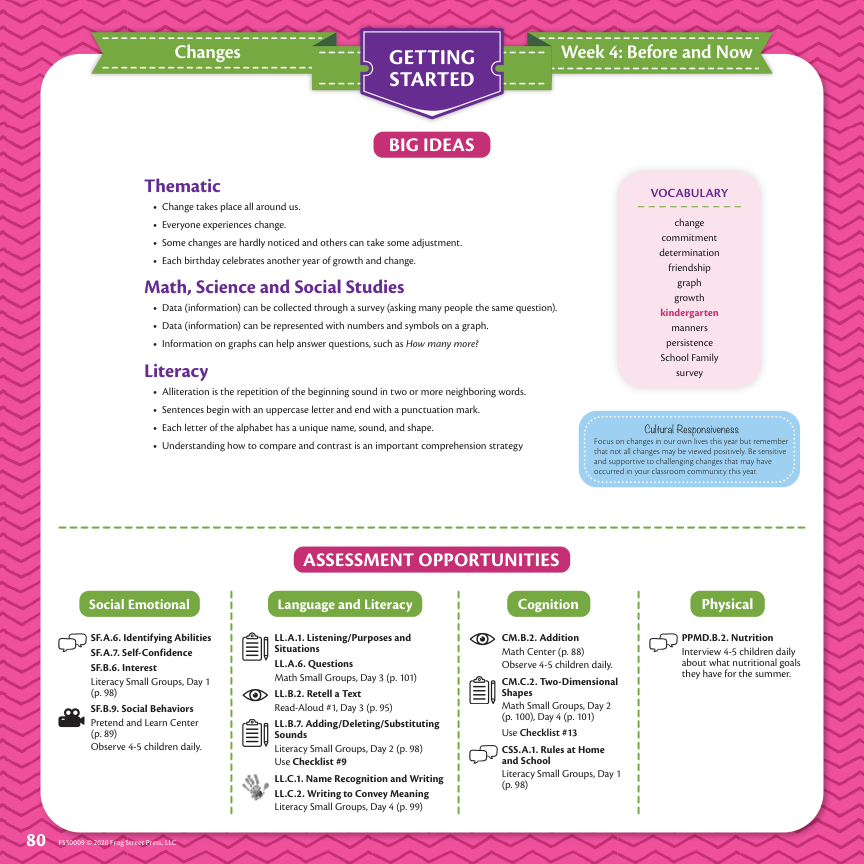 Changes
GETTING
STARTED
Week 4: Before and Now
BIG IDEAS
Thematic
• Change takes place all around us.
• Everyone experiences change.
• Some changes are hardly noticed and others can take some adjustment.
• Each birthday celebrates another year of growth and change.
Math, Science and Social Studies
• Data (information) can be collected through a survey (asking many people the same question).
• Data (information) can be represented with numbers and symbols on a graph.
• Information on graphs can help answer questions, such as How many more?
Literacy
• Alliteration is the repetition of the beginning sound in two or more neighboring words.
• Sentences begin with an uppercase letter and end with a punctuation mark.
• Each letter of the alphabet has a unique name, sound, and shape.
• Understanding how to compare and contrast is an important comprehension strategy
VOCABULARY
change
commitment
determination
friendship
graph
growth
kindergarten
manners
persistence
School Family
survey
Cultural Responsiveness
Focus on changes in our own lives this year but remember
that not all changes may be viewed positively. Be sensitive
and supportive to challenging changes that may have
occurred in your classroom community this year.
ASSESSMENT OPPORTUNITIES
Social Emotional
SF.A.6. Identifying Abilities
SF.A.7. Self-Confidence
SF.B.6. Interest
Literacy Small Groups, Day 1
(p. 98)
SF.B.9. Social Behaviors
Pretend and Learn Center
(p. 89)
Observe 4-5 children daily.
Language and Literacy
LL.A.1. Listening/Purposes and
Situations
LL.A.6. Questions
Math Small Groups, Day 3 (p. 101)
LL.B.2. Retell a Text
Read-Aloud #1, Day 3 (p. 95)
LL.B.7. Adding/Deleting/Substituting
Sounds
Literacy Small Groups, Day 2 (p. 98)
Use Checklist #9
LL.C.1. Name Recognition and Writing
LL.C.2. Writing to Convey Meaning
Literacy Small Groups, Day 4 (p. 99)
Cognition
CM.B.2. Addition
Math Center (p. 88)
Observe 4-5 children daily.
CM.C.2. Two-Dimensional
Shapes
Math Small Groups, Day 2
(p. 100), Day 4 (p. 101)
Use Checklist #13
CSS.A.1. Rules at Home
and School
Literacy Small Groups, Day 1
(p. 98)
Physical
PPMD.B.2. Nutrition
Interview 4-5 children daily
about what nutritional goals
they have for the summer.
80
FS30009 © 2020 Frog Street Press, LLC